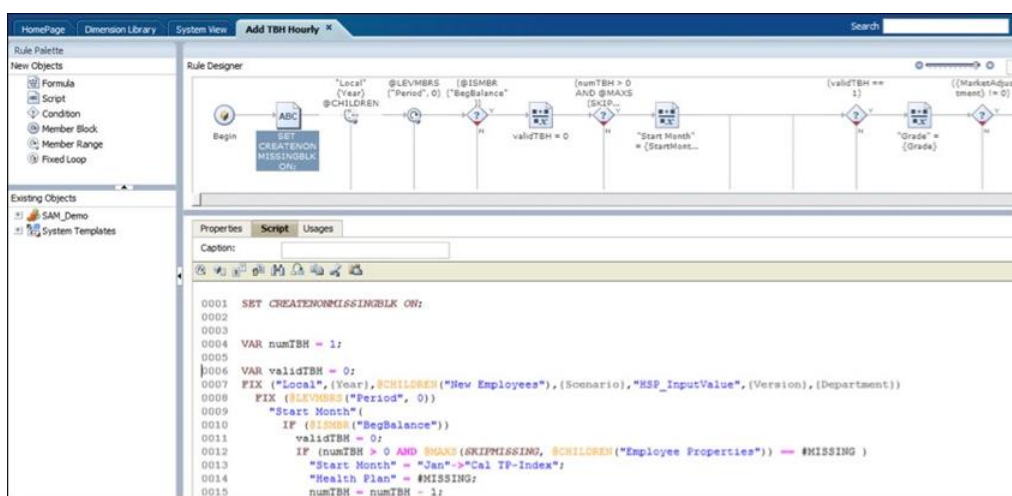 HomePage Dimension Library System View Add TBH Hourly × Search
Rule Palette
New Objects
Formula
Script
Condition
Member Block
Member Range
Fixed Loop
Existing Objects
SAM_Demo
System Templates
Rule Designer
Begin
ABC
SET
CREATENON
MISSINGBLK
ON;
"Local"
{Year}
@CHILDREN
@LEVMBRS
("Period", 0)
(@ISMBR
("BegBalance"
))
validTBH = 0
(numTBH > 0
AND @MAXS
(SKIP...
"Start Month"
= {StartMont...
(validTBH ==
1)
"Grade" =
{Grade}
({MarketAdjus
tment} != 0)
Properties Script Usages
Caption:
0001 SET CREATENONMISSINGBLK ON;
0002
0003
0004 VAR numTBH = 1;
0005
0006 VAR validTBH = 0;
0007 FIX ("Local",{Year},@CHILDREN("New Employees"),{Scenario},"HSP_InputValue",{Version},{Department})
0008 FIX (@LEVMBRS("Period", 0))
0009 "Start Month"(
0010 IF (@ISMBR("BegBalance"))
0011 validTBH = 0;
0012 IF (numTBH > 0 AND @MAXS(SKIPMISSING, @CHILDREN("Employee Properties")) == #MISSING )
0013 "Start Month" = "Jan"->"Cal TP-Index";
0014 "Health Plan" = #MISSING;
0015 numTBH = numTBH - 1;